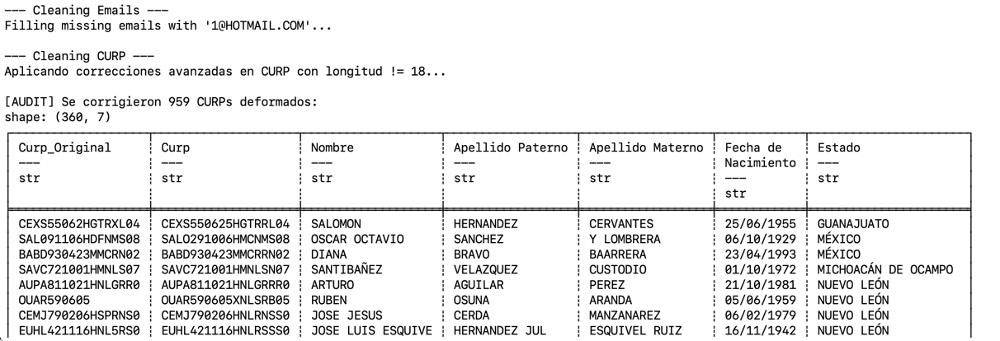 --- Cleaning Emails ---
Filling missing emails with '1@HOTMAIL.COM'...
--- Cleaning CURP ---
Aplicando correcciones avanzadas en CURP con longitud != 18...
[AUDIT] Se corrigieron 959 CURPs deformados:
shape: (360, 7)
Curp_Original Curp Nombre Apellido Paterno Apellido Materno Fecha de Estado
--- --- --- --- --- Nacimiento ---
str str str str str --- str
str
CEXS55062HGTRXL04 CEXS550625HGTRRL04 SALOMON HERNANDEZ CERVANTES 25/06/1955 GUANAJUATO
SAL091106HDFNMS08 SALO291006HMCNMS08 OSCAR OCTAVIO SANCHEZ Y LOMBRERA 06/10/1929 MÉXICO
BABD930423MMCRN02 BABD930423MMCRRN02 DIANA BRAVO BAARRERA 23/04/1993 MÉXICO
SAVC721001HMNLS07 SAVC721001HMNLSN07 SANTIBAÑEZ VELAZQUEZ CUSTODIO 01/10/1972 MICHOACÁN DE OCAMPO
AUPA811021HNLGRR0 AUPA811021HNLGRRR0 ARTURO AGUILAR PEREZ 21/10/1981 NUEVO LEÓN
OUAR590605 OUAR590605XNLSRB05 RUBEN OSUNA ARANDA 05/06/1959 NUEVO LEÓN
CEMJ790206HSPRNS0 CEMJ790206HNLRNSS0 JOSE JESUS CERDA MANZANAREZ 06/02/1979 NUEVO LEÓN
EUHL421116HNL5RS0 EUHL421116HNLRSSS0 JOSE LUIS ESQUIVE HERNANDEZ JUL ESQUIVEL RUIZ 16/11/1942 NUEVO LEÓN